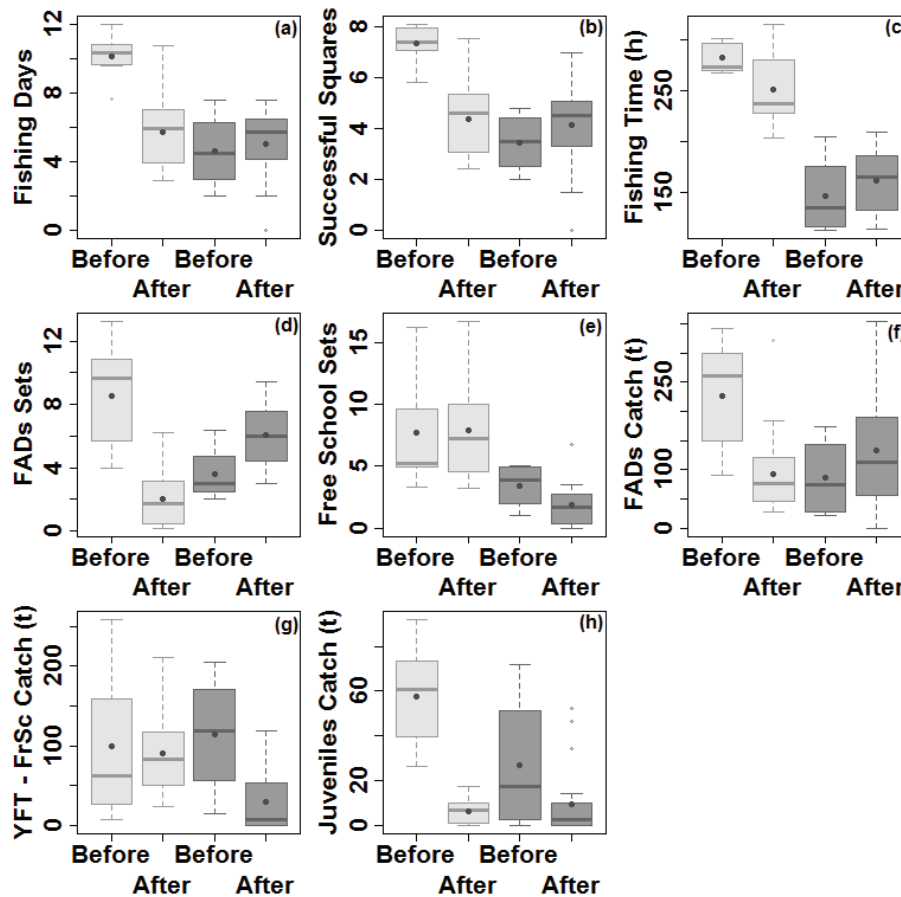 (a)
Fishing Days
12
8
4
0
Before
After
Before
After
(b)
Successful Squares
8
6
4
2
0
Before
After
Before
After
(c)
Fishing Time (h)
250
150
Before
After
Before
After
(d)
FADs Sets
12
8
4
0
Before
After
Before
After
(e)
Free School Sets
15
10
5
0
Before
After
Before
After
(f)
FADs Catch (t)
250
100
0
Before
After
Before
After
(g)
YFT - FrSc Catch (t)
200
100
0
Before
After
Before
After
(h)
Juveniles Catch (t)
60
20
0
Before
After
Before
After